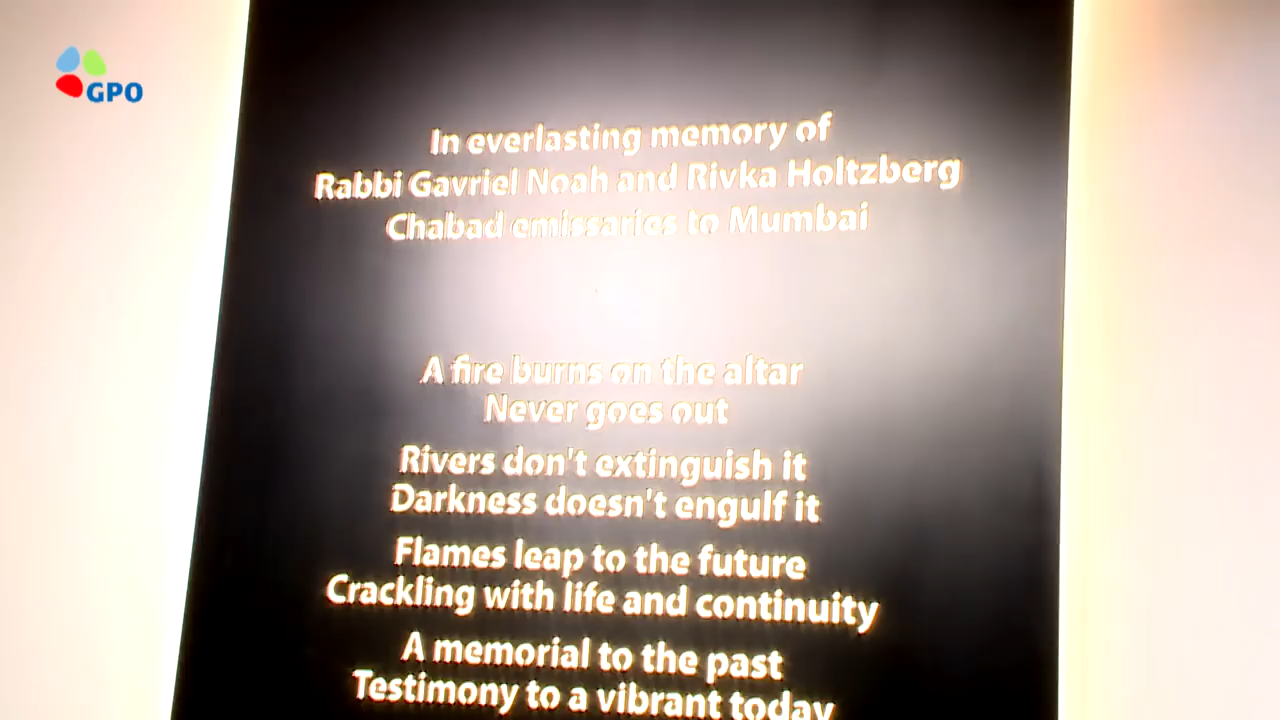 GPO
In everlasting memory of
Rabbi Gavriel Noah and Rivka Holtzberg
Chabad emissaries to Mumbai
A fire burns on the altar
Never goes out
Rivers don't extinguish it
Darkness doesn't engulf it
Flames leap to the future
Crackling with life and continuity
A memorial to the past
Testimony to a vibrant today